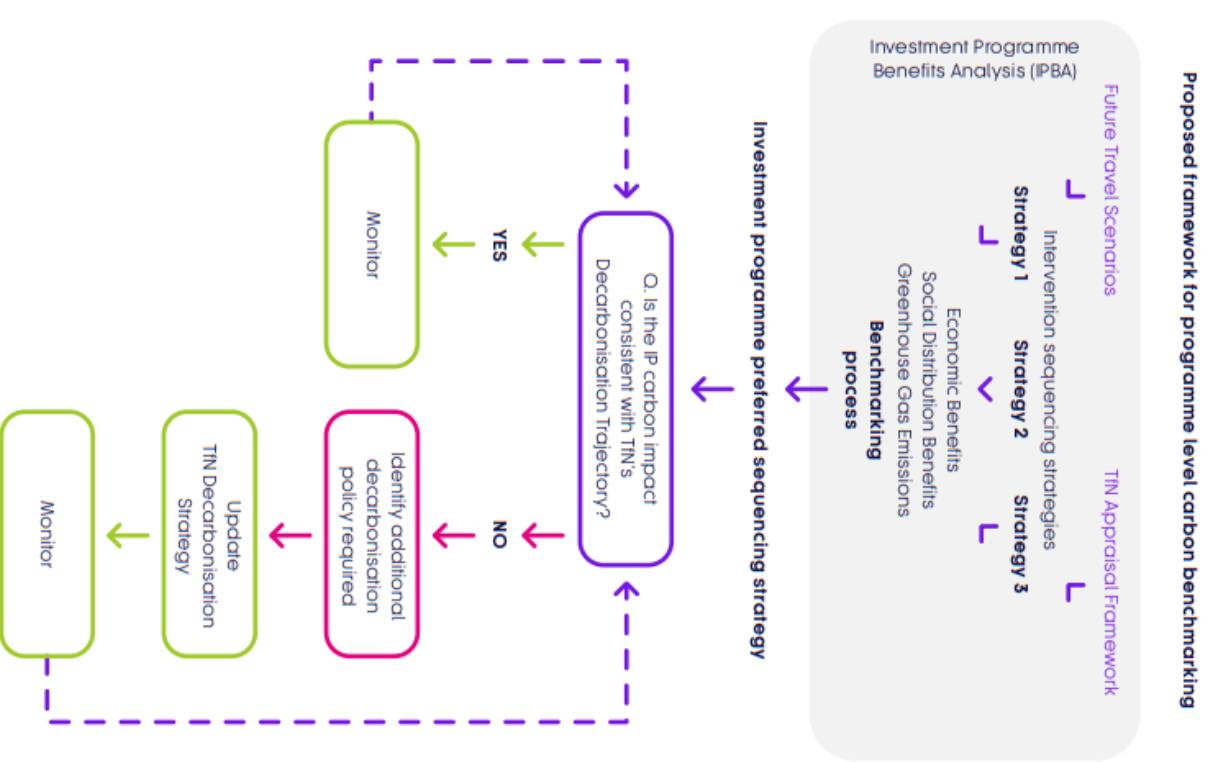 Proposed framework for programme level carbon benchmarking
Investment Programme
Benefits Analysis (IPBA)
Future Travel Scenarios
TfN Appraisal Framework
Intervention sequencing strategies
Strategy 1
Strategy 2
Strategy 3
Economic Benefits
Social Distribution Benefits
Greenhouse Gas Emissions
Benchmarking
process
Investment programme preferred sequencing strategy
Q. Is the IP carbon impact
consistent with TfN's
Decarbonisation Trajectory?
YES
NO
Monitor
Identify additional
decarbonisation
policy required
Update
TfN Decarbonisation
Strategy
Monitor